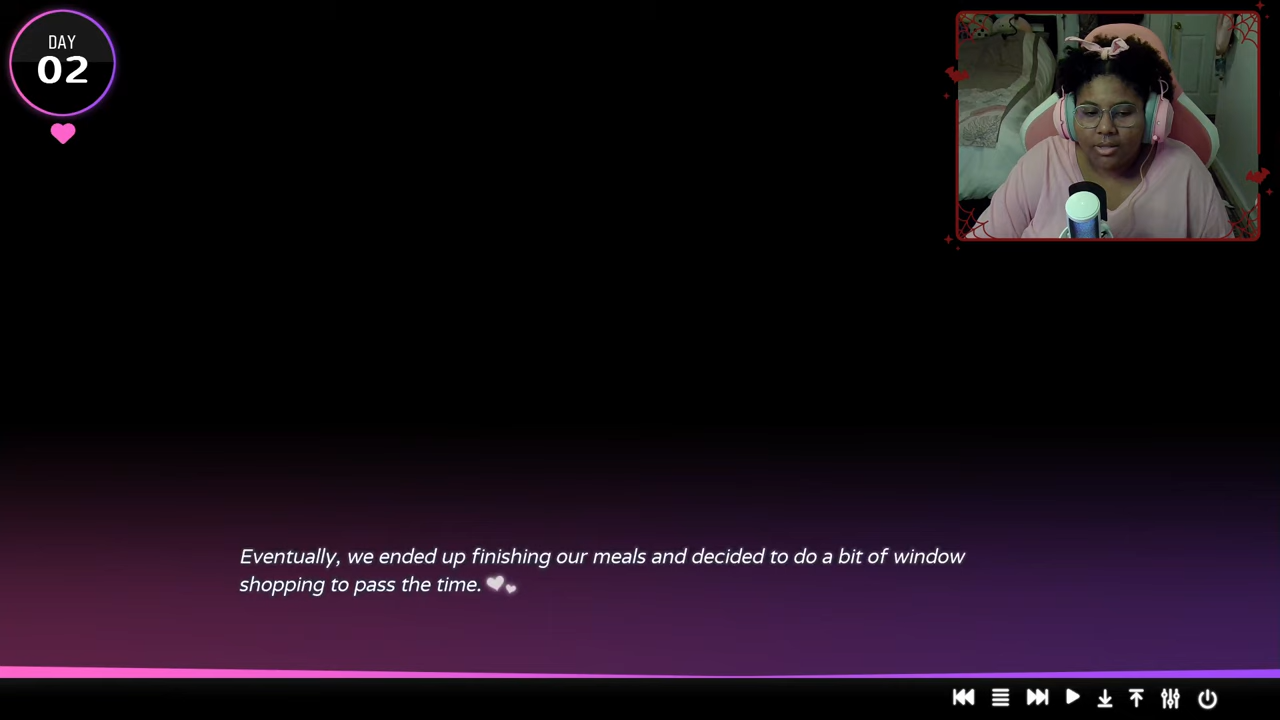 DAY
02
Eventually, we ended up finishing our meals and decided to do a bit of window
shopping to pass the time.